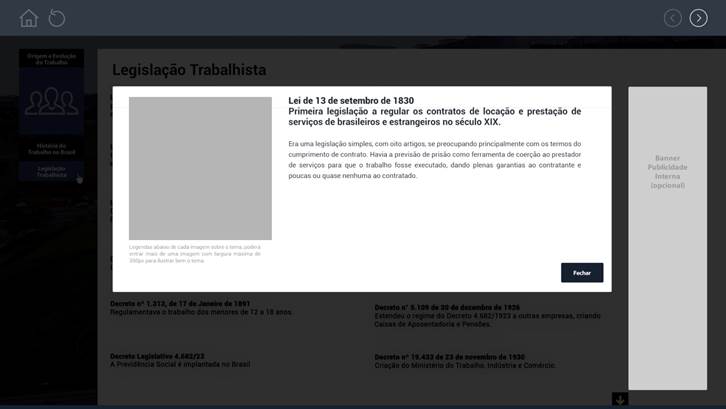 Origem e Evolução
do Trabalho
História do
Trabalho no Brasil
Legislação
Trabalhista
Legislação Trabalhista
Lei de 13 de setembro de 1830
Primeira legislação a regular os contratos de locação e prestação de
serviços de brasileiros e estrangeiros no século XIX.
Era uma legislação simples, com oito artigos, se preocupando principalmente com os termos do
cumprimento de contrato. Havia a previsão de prisão como ferramenta de coerção ao prestador
de serviços para que o trabalho fosse executado, dando plenas garantias ao contratante e
poucas ou quase nenhuma ao contratado.
Legendas abaixo de cada imagem sobre o tema, poderá
entrar mais de uma imagem com largura máxima de
350px para ilustrar bem o tema.
Fechar
Banner
Publicidade
Interna
(opcional)
Decreto nº 1.313, de 17 de Janeiro de 1891
Regulamentava o trabalho dos menores de 12 a 18 anos.
Decreto n° 5.109 de 20 de dezembro de 1926
Estendeu o regime da Decreto 4.682/1923 a outras empresas, criando
Caixas de Aposentadoria e Pensões.
Decreto Legislativo 4.682/23
A Previdência Social é implantada no Brasil
Decreto nº 19.433 de 23 de novembro de 1930
Criação do Ministério do Trabalho, Indústria e Comércio.